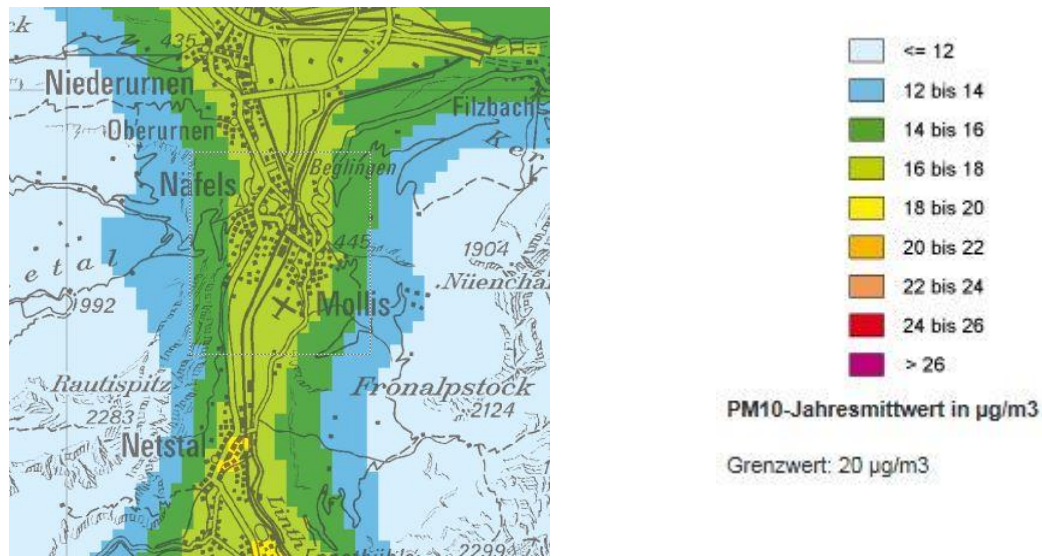 435
Niederurnen
Filzbach
Oberurnen
Beglingen
Näfels
445
1904
etal
1992
Mollis
Rautispitz
Fronalpstock
2283
2124
Netstal
Linth
2299
<= 12
12 bis 14
14 bis 16
16 bis 18
18 bis 20
20 bis 22
22 bis 24
24 bis 26
> 26
PM10-Jahresmittwert in µg/m3
Grenzwert: 20 µg/m3